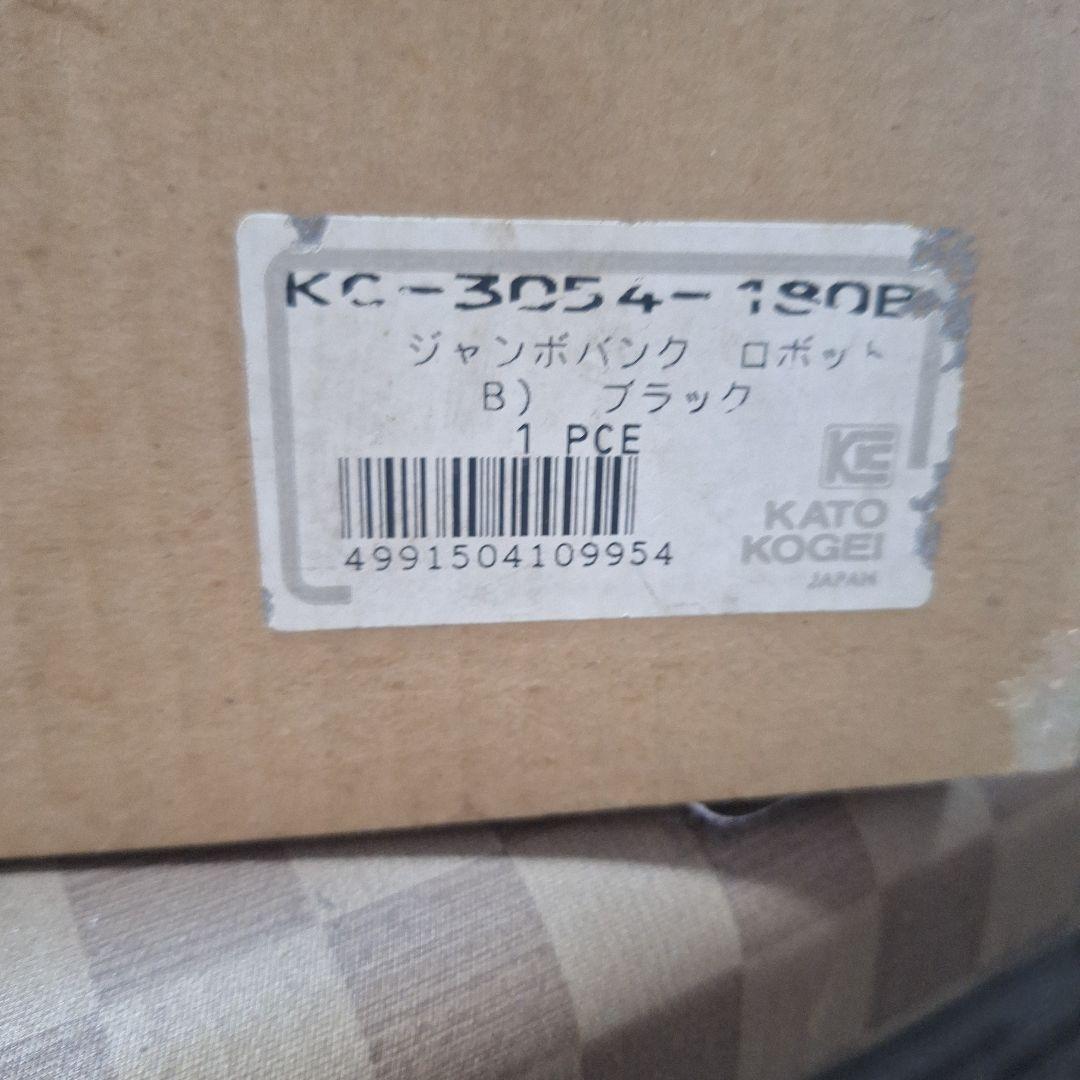 KC-3054-180B
ジャンボバンク ロボット
B) ブラック
1 PCE
4991504109954
KATO
KOGEI
JAPAN